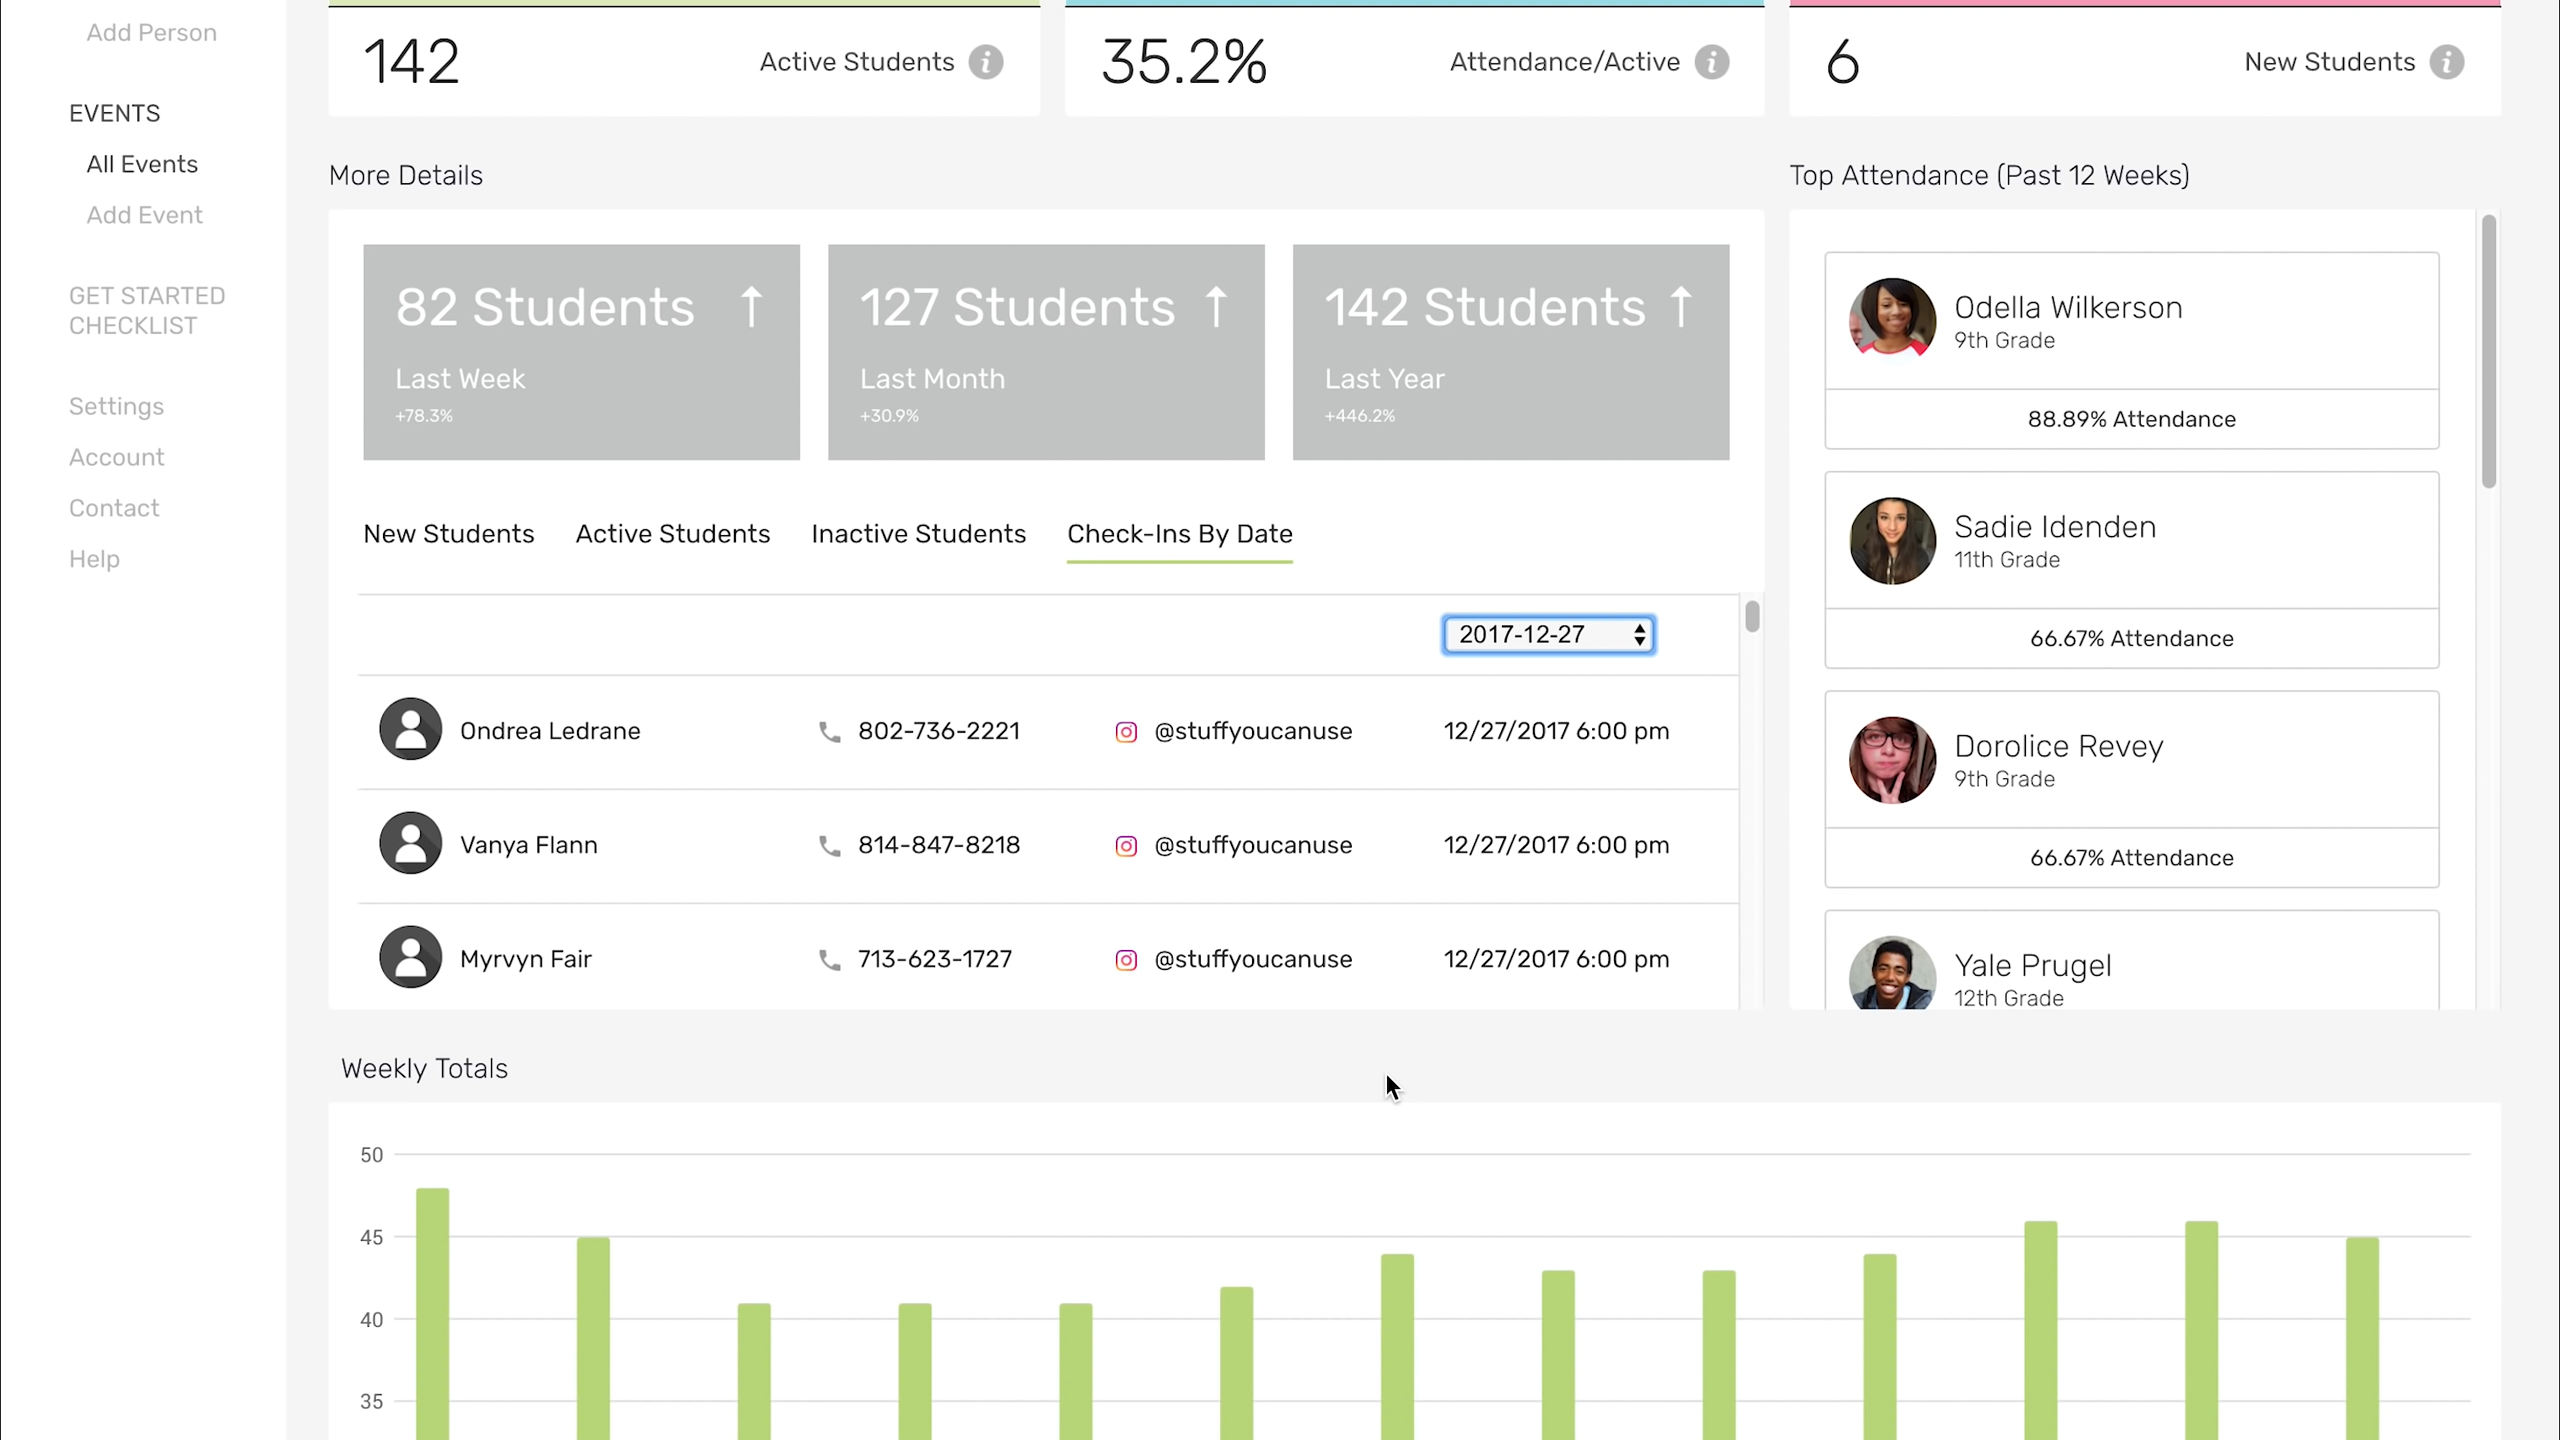 Add Person
EVENTS
All Events
Add Event
GET STARTED
CHECKLIST
Settings
Account
Contact
Help
142 Active Students i
35.2% Attendance/Active i
6 New Students i
More Details
82 Students ↑
Last Week
+78.3%
127 Students ↑
Last Month
+30.9%
142 Students ↑
Last Year
+446.2%
New Students Active Students Inactive Students Check-Ins By Date
2017-12-27
Ondrea Ledrane 802-736-2221 @stuffyoucanuse 12/27/2017 6:00 pm
Vanya Flann 814-847-8218 @stuffyoucanuse 12/27/2017 6:00 pm
Myrvyn Fair 713-623-1727 @stuffyoucanuse 12/27/2017 6:00 pm
Top Attendance (Past 12 Weeks)
Odella Wilkerson
9th Grade
88.89% Attendance
Sadie Idenden
11th Grade
66.67% Attendance
Dorolice Revey
9th Grade
66.67% Attendance
Yale Prugel
12th Grade
Weekly Totals
50
45
40
35